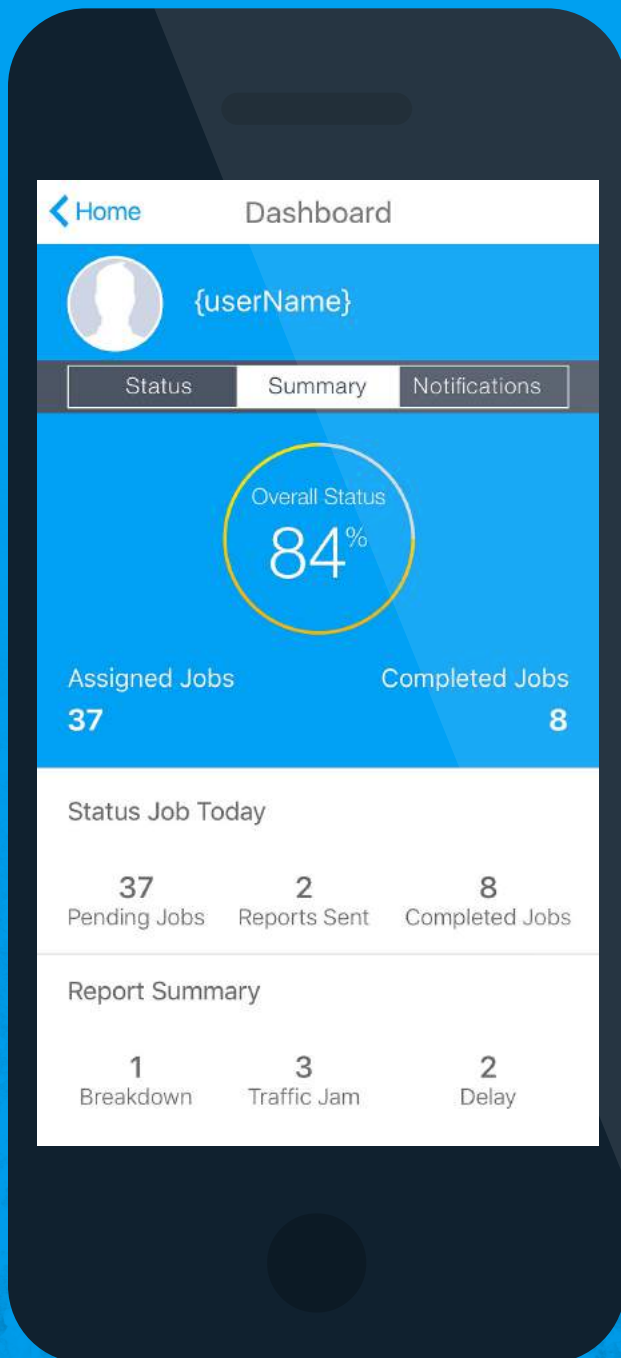 Home Dashboard
{userName}
Status Summary Notifications
Overall Status
84%
Assigned Jobs Completed Jobs
37 8
Status Job Today
37 2 8
Pending Jobs Reports Sent Completed Jobs
Report Summary
1 3 2
Breakdown Traffic Jam Delay